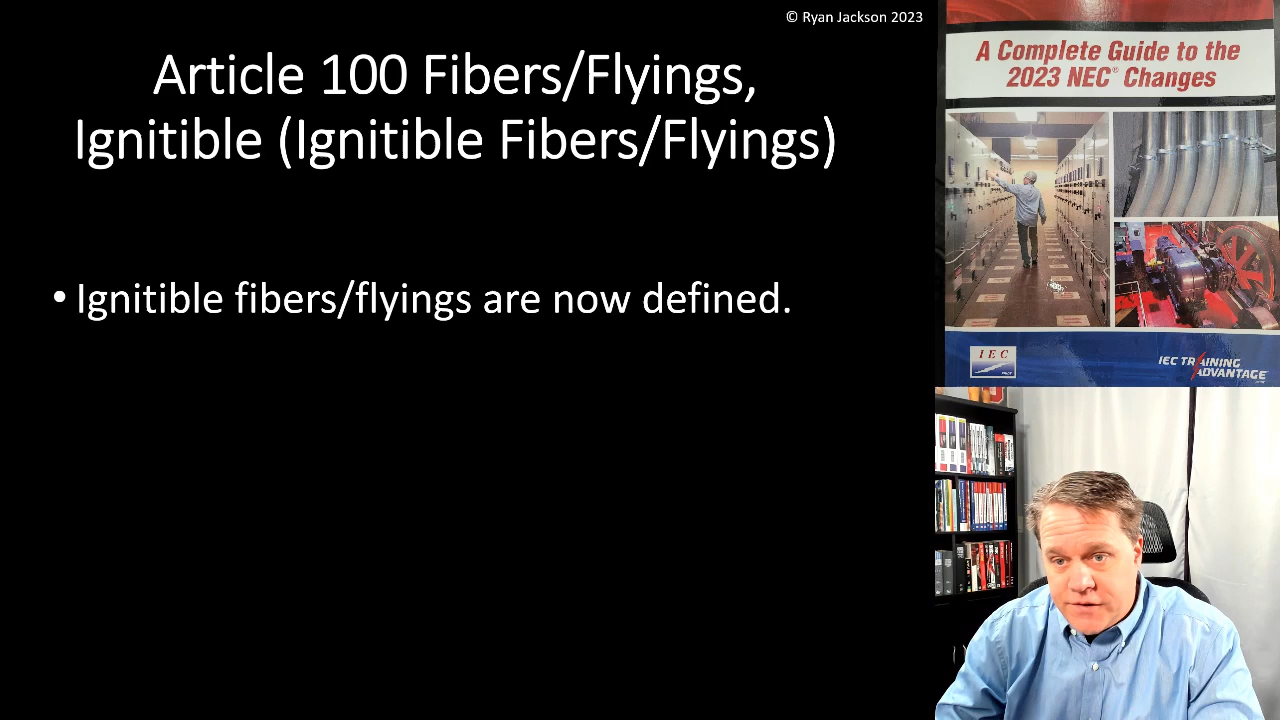 © Ryan Jackson 2023
Article 100 Fibers/Flyings,
Ignitible (Ignitible Fibers/Flyings)
• Ignitible fibers/flyings are now defined.
A Complete Guide to the
2023 NEC® Changes
IEC
IEC TRAINING
ADVANTAGE